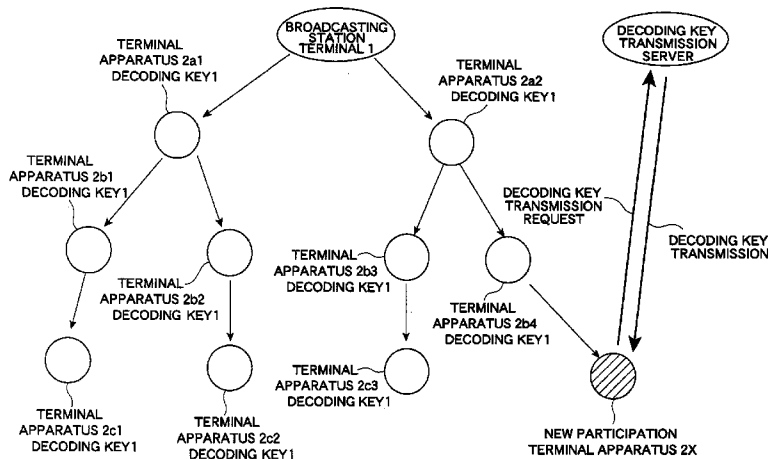 BROADCASTING
STATION
TERMINAL 1
DECODING KEY
TRANSMISSION
SERVER
TERMINAL
APPARATUS 2a1
DECODING KEY1
TERMINAL
APPARATUS 2a2
DECODING KEY1
TERMINAL
APPARATUS 2b1
DECODING KEY1
TERMINAL
APPARATUS 2b2
DECODING KEY1
TERMINAL
APPARATUS 2b3
DECODING KEY1
TERMINAL
APPARATUS 2b4
DECODING KEY1
DECODING KEY
TRANSMISSION
REQUEST
DECODING KEY
TRANSMISSION
TERMINAL
APPARATUS 2c1
DECODING KEY1
TERMINAL
APPARATUS 2c2
DECODING KEY1
TERMINAL
APPARATUS 2c3
DECODING KEY1
NEW PARTICIPATION
TERMINAL APPARATUS 2X